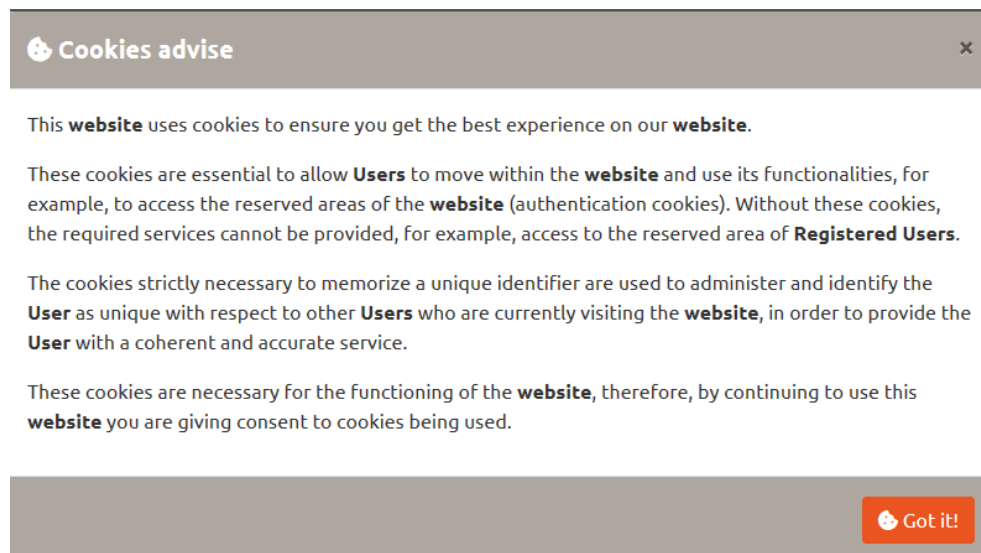 Cookies advise
×
This website uses cookies to ensure you get the best experience on our website.
These cookies are essential to allow Users to move within the website and use its functionalities, for
example, to access the reserved areas of the website (authentication cookies). Without these cookies,
the required services cannot be provided, for example, access to the reserved area of Registered Users.
The cookies strictly necessary to memorize a unique identifier are used to administer and identify the
User as unique with respect to other Users who are currently visiting the website, in order to provide the
User with a coherent and accurate service.
These cookies are necessary for the functioning of the website, therefore, by continuing to use this
website you are giving consent to cookies being used.
Got it!